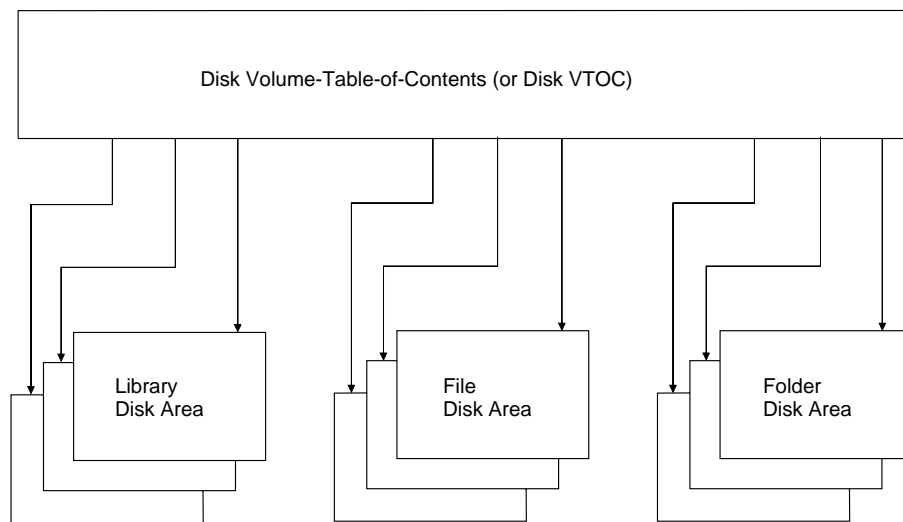 Disk Volume-Table-of-Contents (or Disk VTOC)
Library
Disk Area
File
Disk Area
Folder
Disk Area